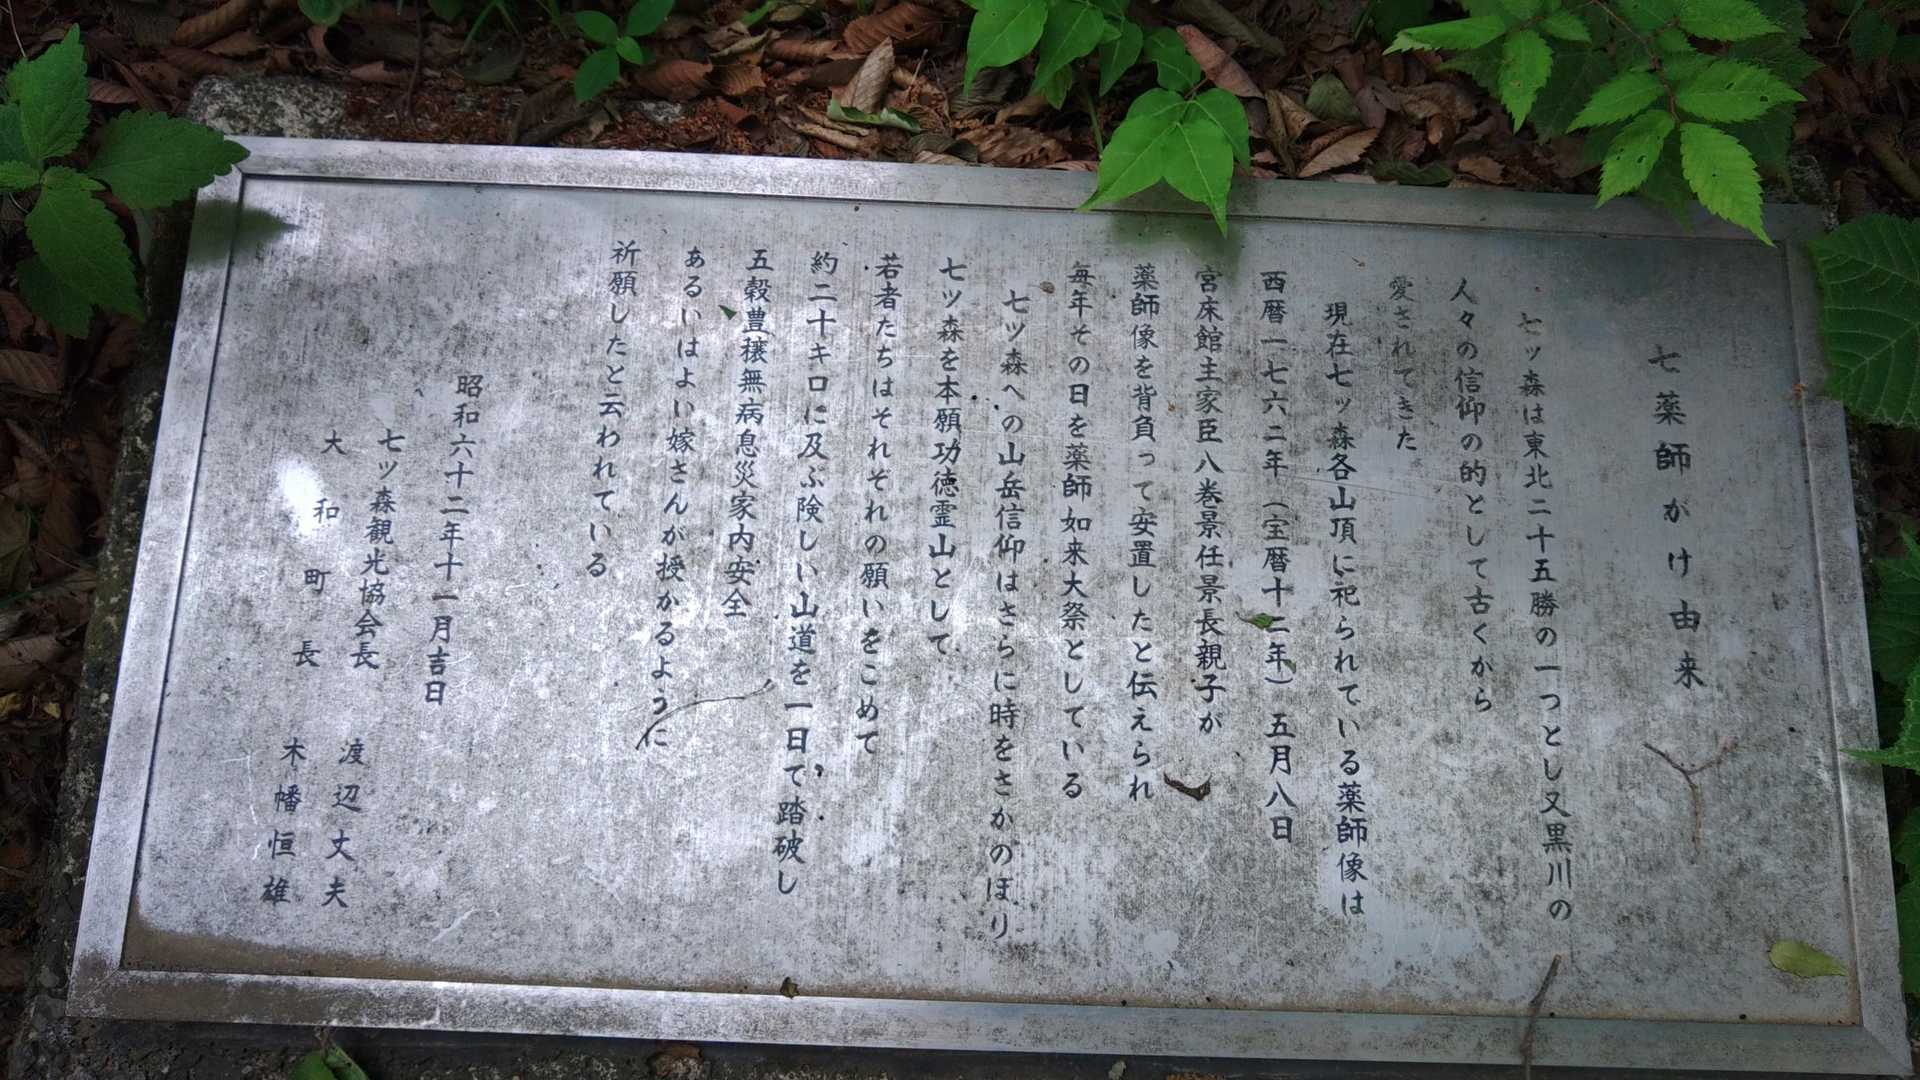 七薬師がけ由来
七ッ森は東北二十五勝の一つとし又黒川の
人々の信仰の的として古くから
愛されてきた
現在七ッ森各山頂に祀られている薬師像は
西暦一七六二年（宝暦十二年）五月八日
宮床館主家臣八巻景任景長親子が
薬師像を背負って安置したと伝えられ
毎年その日を薬師如来大祭としている
七ツ森への山岳信仰はさらに時をさかのぼり
七ツ森を本願功徳霊山として
若者たちはそれぞれの願いをこめて
約二十キロに及ぶ険しい山道を一日で踏破し
五穀豊穣無病息災家内安全
あるいはよい嫁さんが授かるように
祈願したと云われている
昭和六十二年十一月吉日
七ツ森観光協会長　渡辺丈夫
大和町長　木幡恒雄